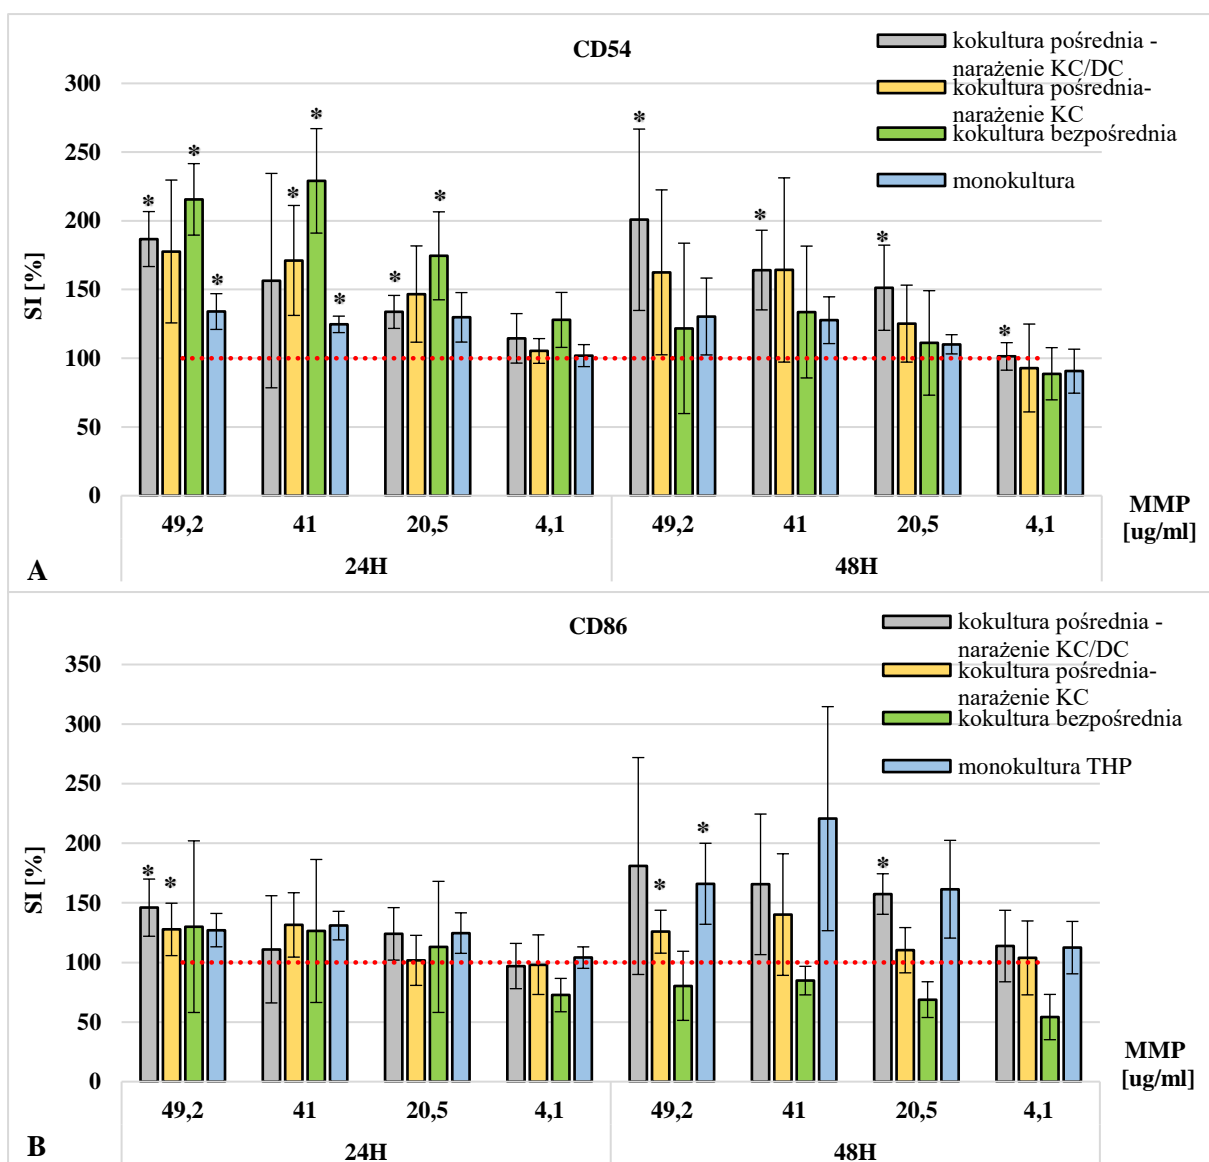 CD54
kokultura pośrednia -
narażenie KC/DC
kokultura pośrednia-
narażenie KC
kokultura bezpośrednia
monokultura
SI [%]
300
250
200
150
100
50
0
* * * * * * * * * * * * *
49,2 41 20,5 4,1 49,2 41 20,5 4,1
MMP
[ug/ml]
24H 48H
A
CD86
kokultura pośrednia -
narażenie KC/DC
kokultura pośrednia-
narażenie KC
kokultura bezpośrednia
monokultura THP
SI [%]
350
300
250
200
150
100
50
0
* * * * *
49,2 41 20,5 4,1 49,2 41 20,5 4,1
MMP
[ug/ml]
24H 48H
B